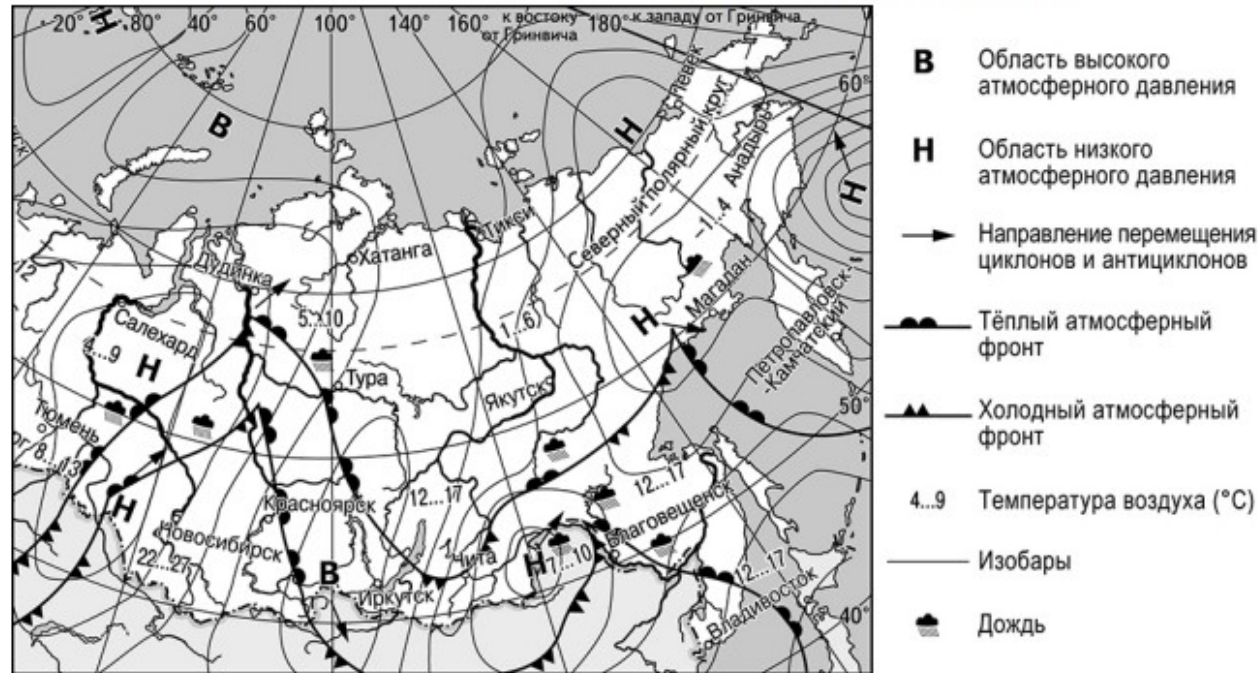 20° 40° 60° 100° 140° 160° к востоку от Гринвича 180° к западу от Гринвича
60°
50°
40°
Н
В
Н
Н
Певек
Северный полярный круг
Анадырь
-1...4
Тикси
Хатанга
Дудинка
12
5...10
1...6
Магадан
Н
Петропавловск-
-Камчатский
Салехард
4...9
Н
Тура
Якутск
Тюмень
8...13
Н
Красноярск
12...17
12...17
Благовещенск
Новосибирск
22...27
В
Иркутск
Чита
Н
7...10
12...17
Владивосток
В Область высокого
атмосферного давления
Н Область низкого
атмосферного давления
Направление перемещения
циклонов и антициклонов
Тёплый атмосферный
фронт
Холодный атмосферный
фронт
4...9 Температура воздуха (°C)
Изобары
Дождь